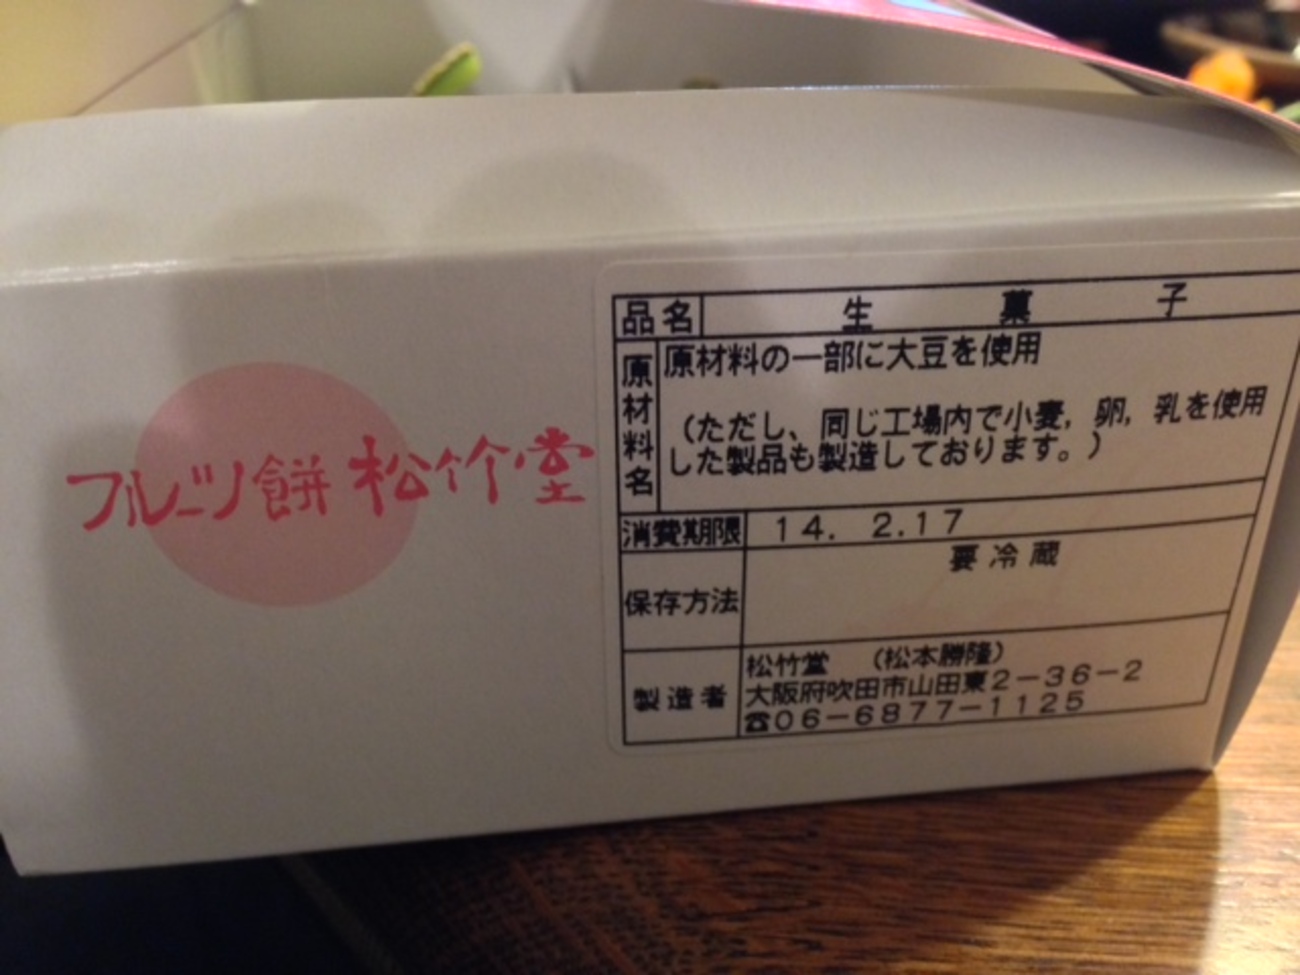 フルーツ餅 松竹堂
品名 生菓子
原材料名 原材料の一部に大豆を使用
(ただし、同じ工場内で小麦, 卵, 乳を使用
した製品も製造しております。)
消費期限 14. 2.17
保存方法 要冷蔵
製造者 松竹堂 (松本勝隆)
大阪府吹田市山田東2-36-2
☎06-6877-1125